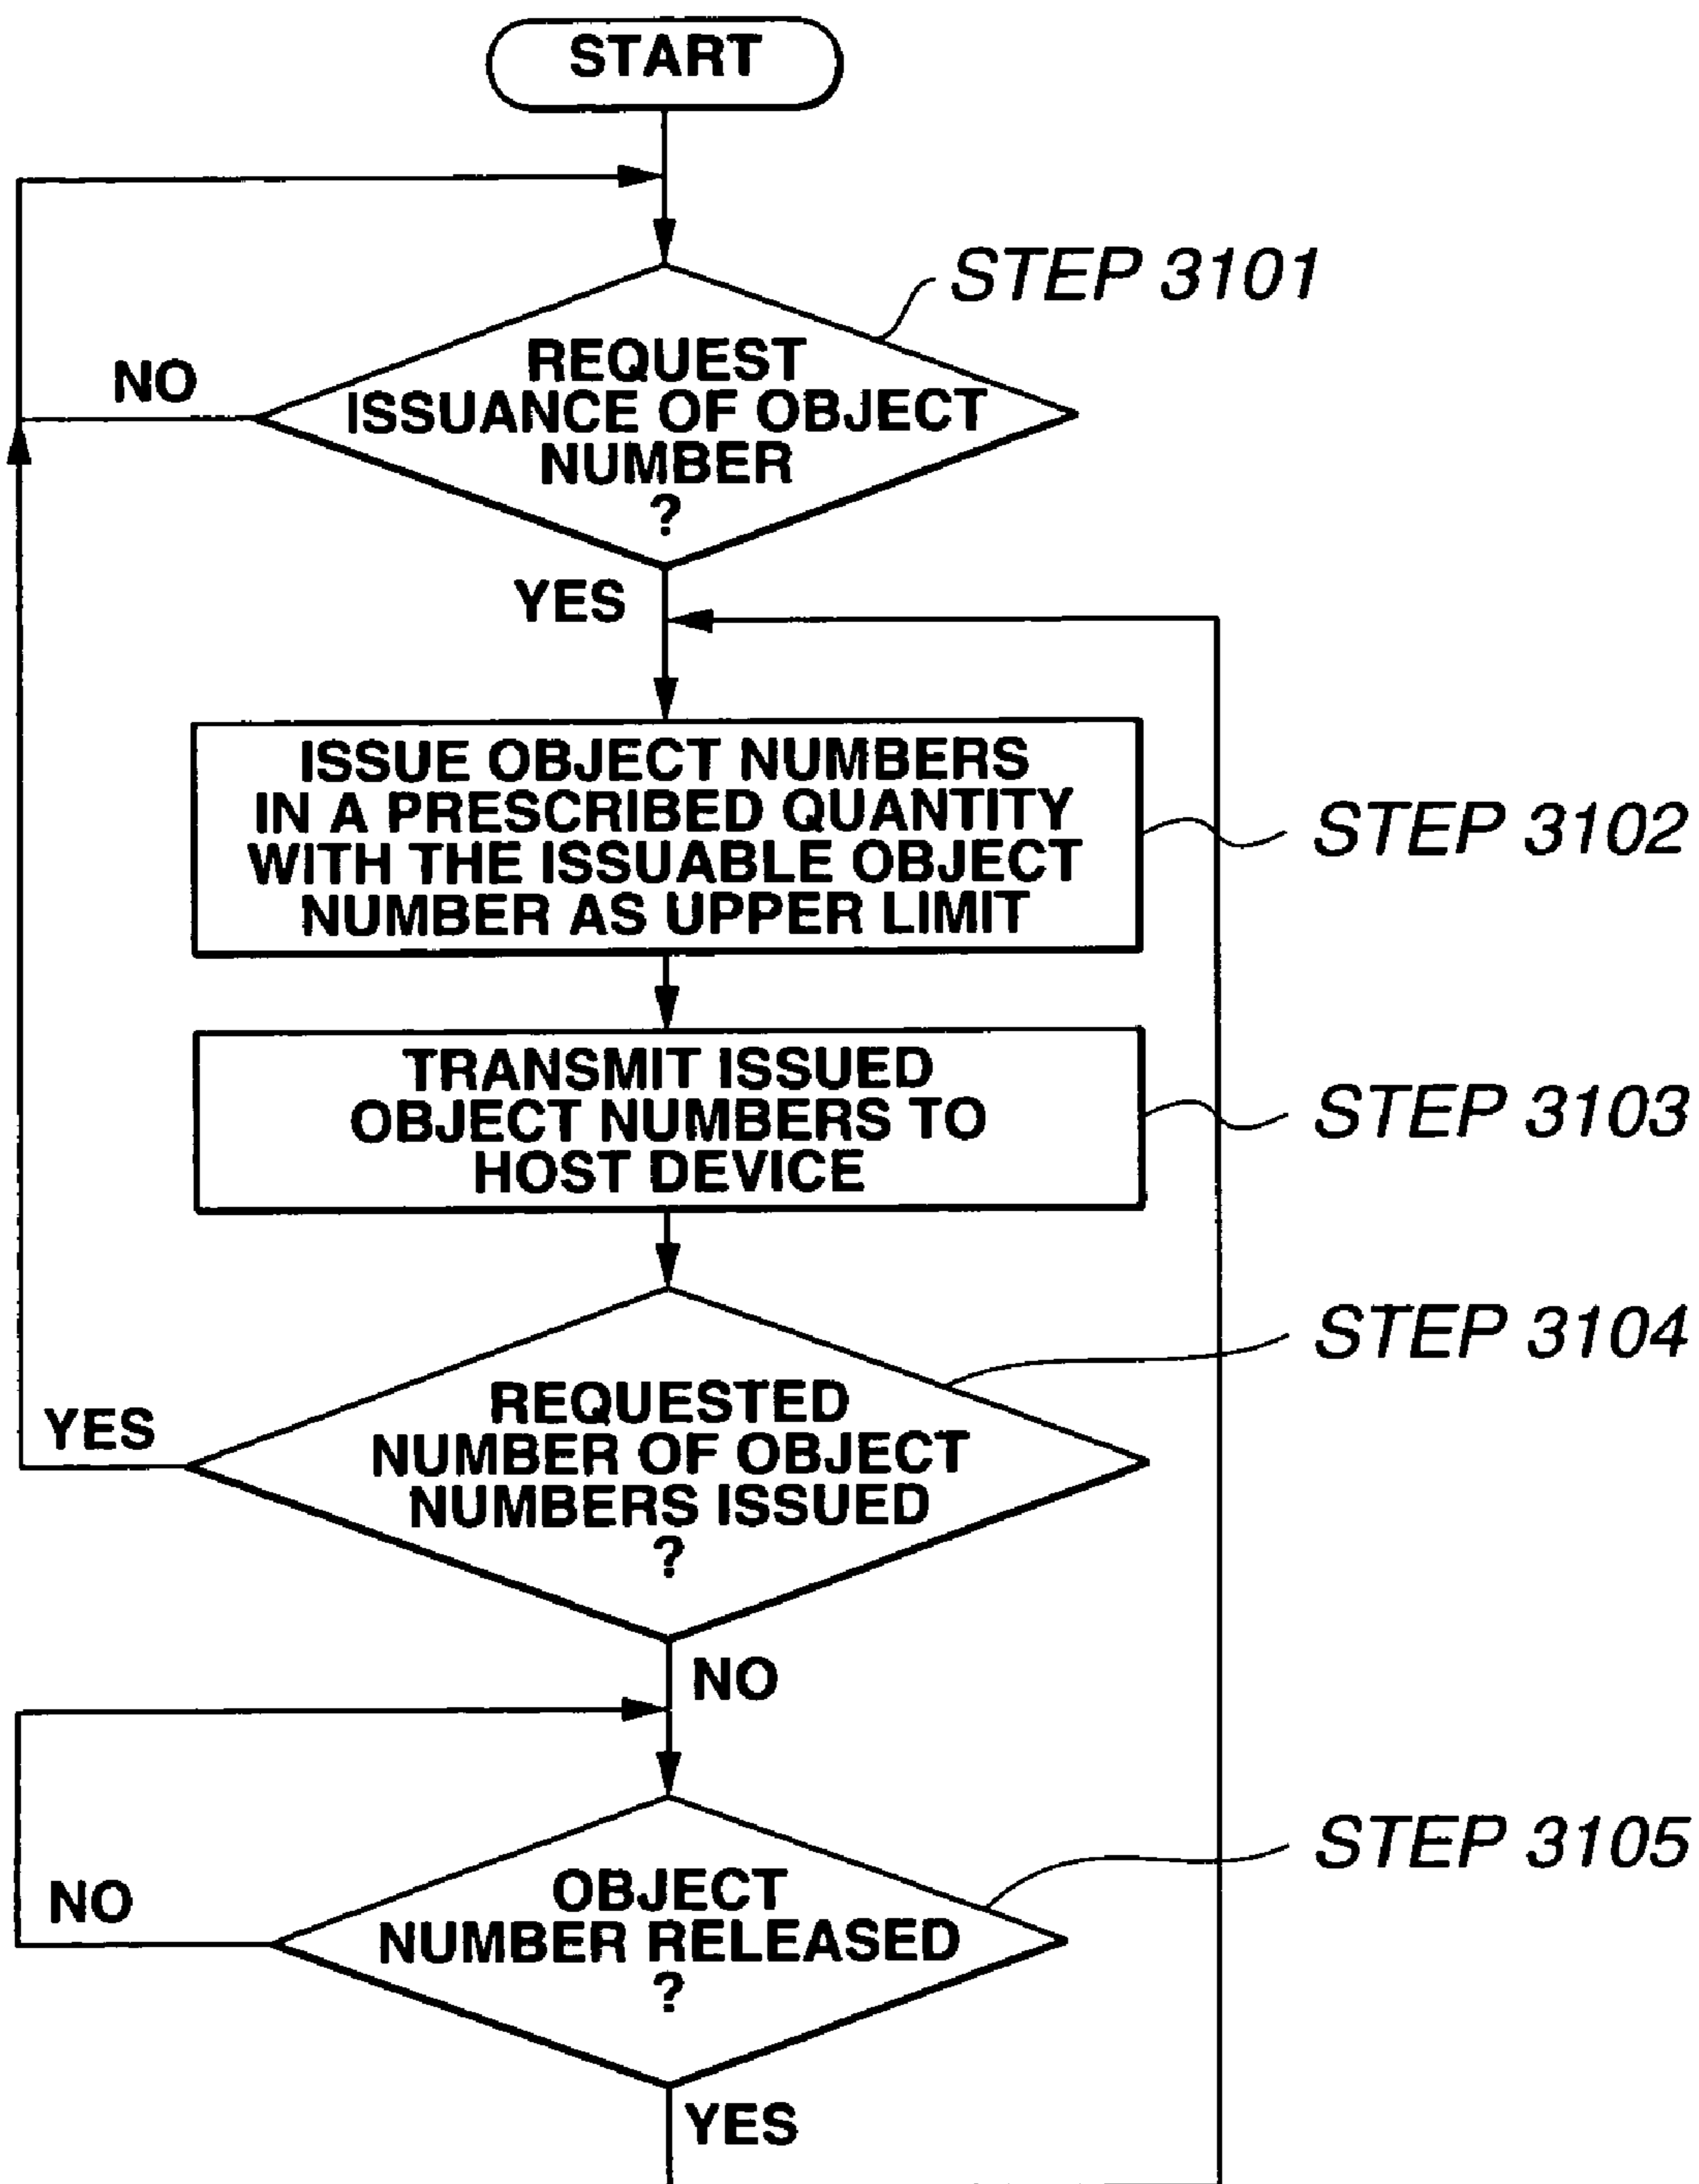 START
STEP 3101
NO
REQUEST
ISSUANCE OF OBJECT
NUMBER
?
YES
ISSUE OBJECT NUMBERS
IN A PRESCRIBED QUANTITY
WITH THE ISSUABLE OBJECT
NUMBER AS UPPER LIMIT
STEP 3102
TRANSMIT ISSUED
OBJECT NUMBERS TO
HOST DEVICE
STEP 3103
STEP 3104
YES
REQUESTED
NUMBER OF OBJECT
NUMBERS ISSUED
?
NO
STEP 3105
NO
OBJECT
NUMBER RELEASED
?
YES